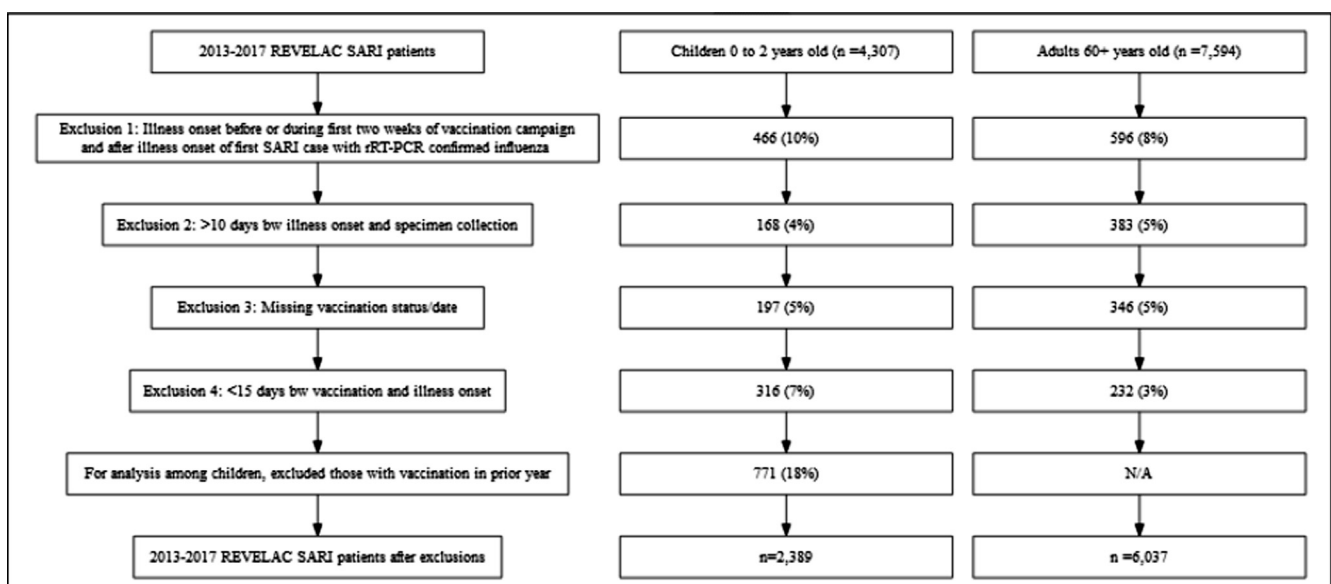 2013-2017 REVELAC SARI patients
Children 0 to 2 years old (n =4,307)
Adults 60+ years old (n =7,594)
Exclusion 1: Illness onset before or during first two weeks of vaccination campaign
and after illness onset of first SARI case with rRT-PCR confirmed influenza
466 (10%)
596 (8%)
Exclusion 2: >10 days bw illness onset and specimen collection
168 (4%)
383 (5%)
Exclusion 3: Missing vaccination status/date
197 (5%)
346 (5%)
Exclusion 4: <15 days bw vaccination and illness onset
316 (7%)
232 (3%)
For analysis among children, excluded those with vaccination in prior year
771 (18%)
N/A
2013-2017 REVELAC SARI patients after exclusions
n=2,389
n =6,037